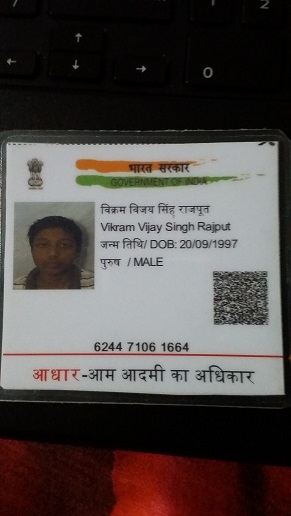 ↑
← ↓ → 0
भारत सरकार
GOVERNMENT OF INDIA
विक्रम विजय सिंह राजपूत
Vikram Vijay Singh Rajput
जन्म तिथि/ DOB: 20/09/1997
पुरुष / MALE
6244 7106 1664
आधार-आम आदमी का अधिकार